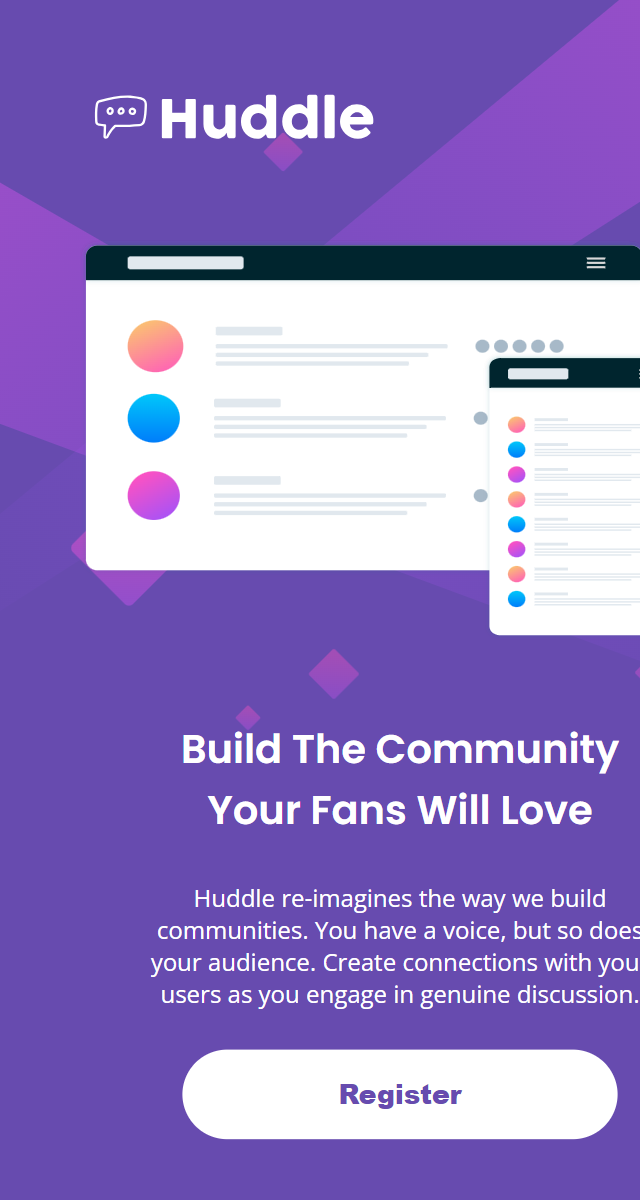 Huddle
Build The Community
Your Fans Will Love
Huddle re-imagines the way we build
communities. You have a voice, but so does
your audience. Create connections with you
users as you engage in genuine discussion.
Register